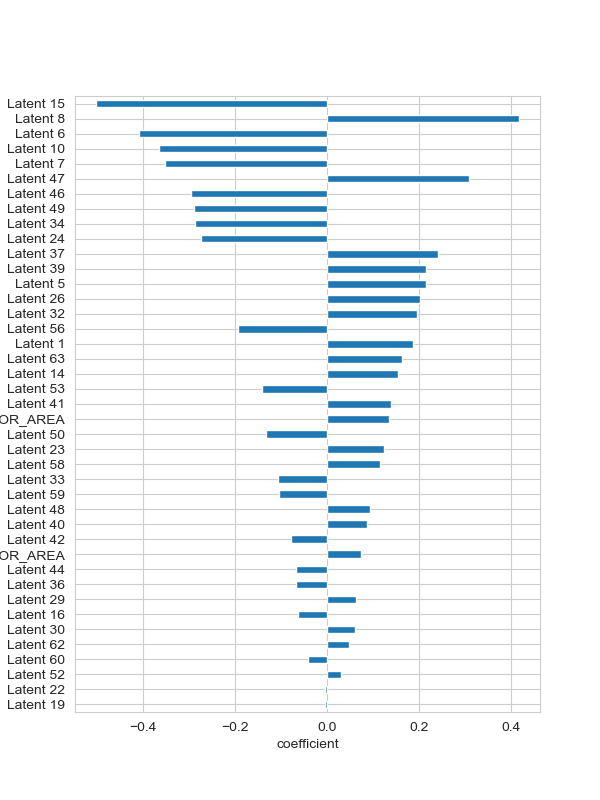 Latent 15
Latent 8
Latent 6
Latent 10
Latent 7
Latent 47
Latent 46
Latent 49
Latent 34
Latent 24
Latent 37
Latent 39
Latent 5
Latent 26
Latent 32
Latent 56
Latent 1
Latent 63
Latent 14
Latent 53
Latent 41
OR_AREA
Latent 50
Latent 23
Latent 58
Latent 33
Latent 59
Latent 48
Latent 40
Latent 42
OR_AREA
Latent 44
Latent 36
Latent 29
Latent 16
Latent 30
Latent 62
Latent 60
Latent 52
Latent 22
Latent 19
−0.4 −0.2 0.0 0.2 0.4
coefficient